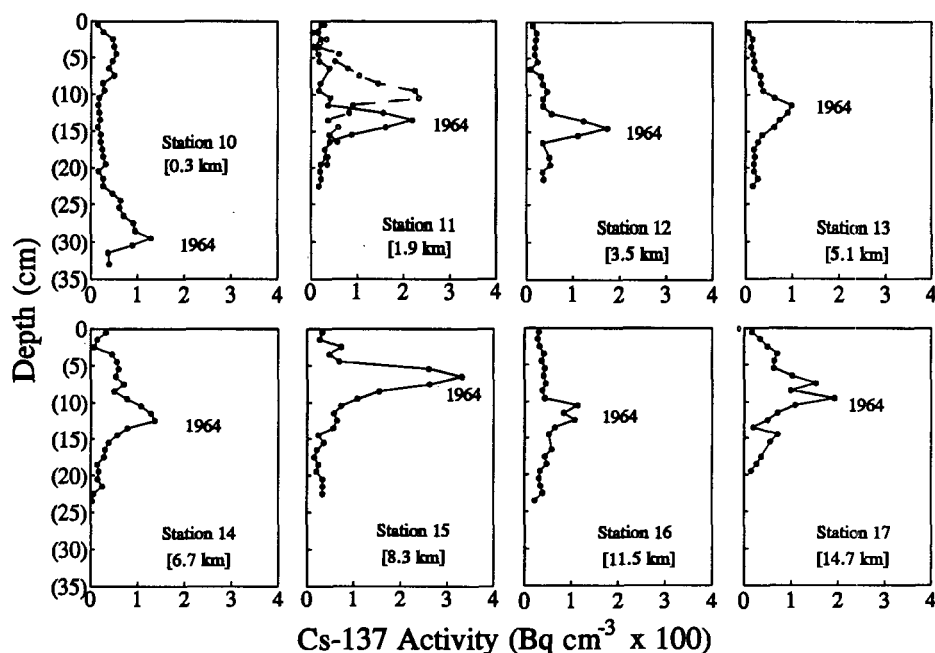 0
(5)
(10)
(15)
(20)
(25)
(30)
(35)
0 1 2 3 4
1964
Station 10
[0.3 km]
0 1 2 3 4
1964
Station 11
[1.9 km]
0 1 2 3 4
1964
Station 12
[3.5 km]
0 1 2 3 4
1964
Station 13
[5.1 km]
Depth (cm)
0
(5)
(10)
(15)
(20)
(25)
(30)
(35)
0 1 2 3 4
1964
Station 14
[6.7 km]
0 1 2 3 4
1964
Station 15
[8.3 km]
0 1 2 3 4
1964
Station 16
[11.5 km]
0
0 1 2 3 4
1964
Station 17
[14.7 km]
Cs-137 Activity (Bq cm⁻³ x 100)